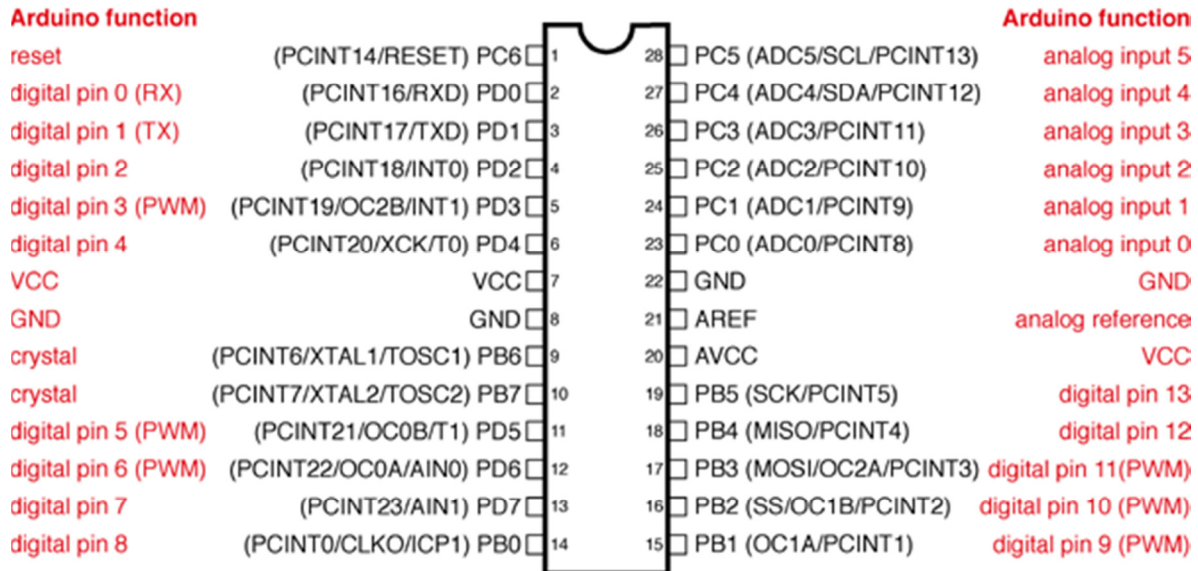 Arduino function Arduino function
reset (PCINT14/RESET) PC6 1 28 PC5 (ADC5/SCL/PCINT13) analog input 5
digital pin 0 (RX) (PCINT16/RXD) PD0 2 27 PC4 (ADC4/SDA/PCINT12) analog input 4
digital pin 1 (TX) (PCINT17/TXD) PD1 3 26 PC3 (ADC3/PCINT11) analog input 3
digital pin 2 (PCINT18/INT0) PD2 4 25 PC2 (ADC2/PCINT10) analog input 2
digital pin 3 (PWM) (PCINT19/OC2B/INT1) PD3 5 24 PC1 (ADC1/PCINT9) analog input 1
digital pin 4 (PCINT20/XCK/T0) PD4 6 23 PC0 (ADC0/PCINT8) analog input 0
VCC VCC 7 22 GND GND
GND GND 8 21 AREF analog reference
crystal (PCINT6/XTAL1/TOSC1) PB6 9 20 AVCC VCC
crystal (PCINT7/XTAL2/TOSC2) PB7 10 19 PB5 (SCK/PCINT5) digital pin 13
digital pin 5 (PWM) (PCINT21/OC0B/T1) PD5 11 18 PB4 (MISO/PCINT4) digital pin 12
digital pin 6 (PWM) (PCINT22/OC0A/AIN0) PD6 12 17 PB3 (MOSI/OC2A/PCINT3) digital pin 11(PWM)
digital pin 7 (PCINT23/AIN1) PD7 13 16 PB2 (SS/OC1B/PCINT2) digital pin 10 (PWM)
digital pin 8 (PCINT0/CLKO/ICP1) PB0 14 15 PB1 (OC1A/PCINT1) digital pin 9 (PWM)